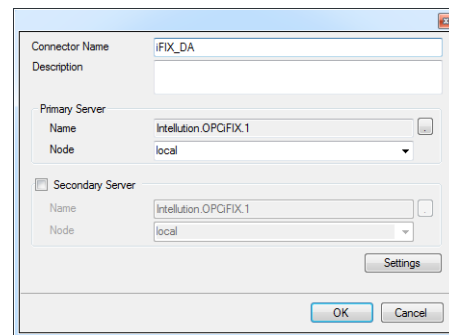 Connector Name iFIX_DA
Description
Primary Server
Name Intellution.OPCiFIX.1 .
Node local
Secondary Server
Name Intellution.OPCiFIX.1 .
Node local
Settings
OK Cancel